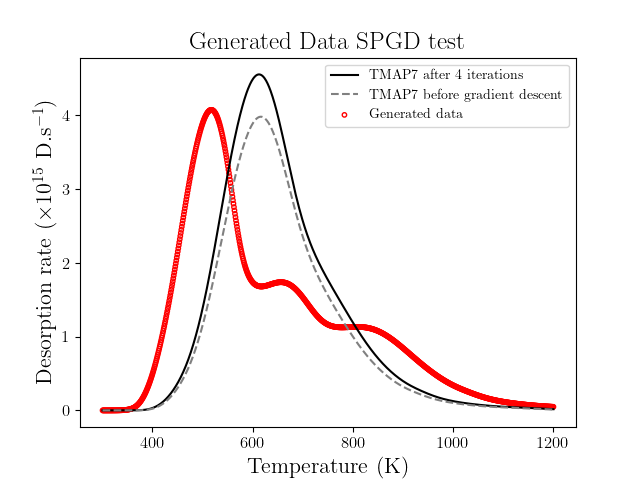 Generated Data SPGD test
TMAP7 after 4 iterations
TMAP7 before gradient descent
Generated data
Desorption rate (×10¹⁵ D.s⁻¹)
4
3
2
1
0
400 600 800 1000 1200
Temperature (K)